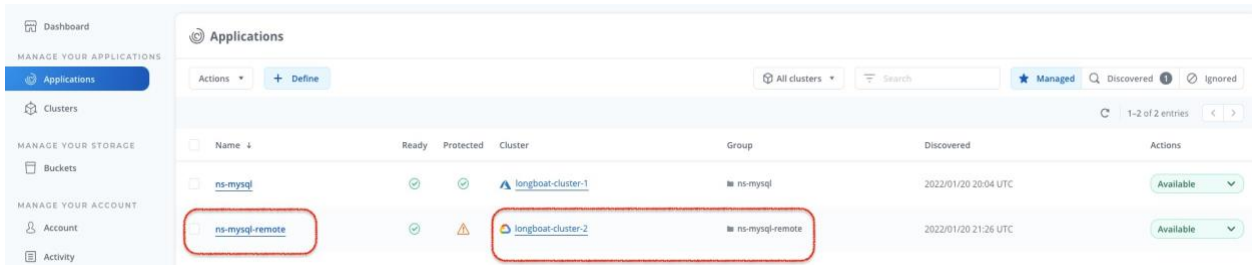 Dashboard
MANAGE YOUR APPLICATIONS
Applications
Clusters
MANAGE YOUR STORAGE
Buckets
MANAGE YOUR ACCOUNT
Account
Activity
Applications
Actions + Define All clusters Search Managed Discovered 1 Ignored
1–2 of 2 entries
Name Ready Protected Cluster Group Discovered Actions
ns-mysql longboat-cluster-1 ns-mysql 2022/01/20 20:04 UTC Available
ns-mysql-remote longboat-cluster-2 ns-mysql-remote 2022/01/20 21:26 UTC Available